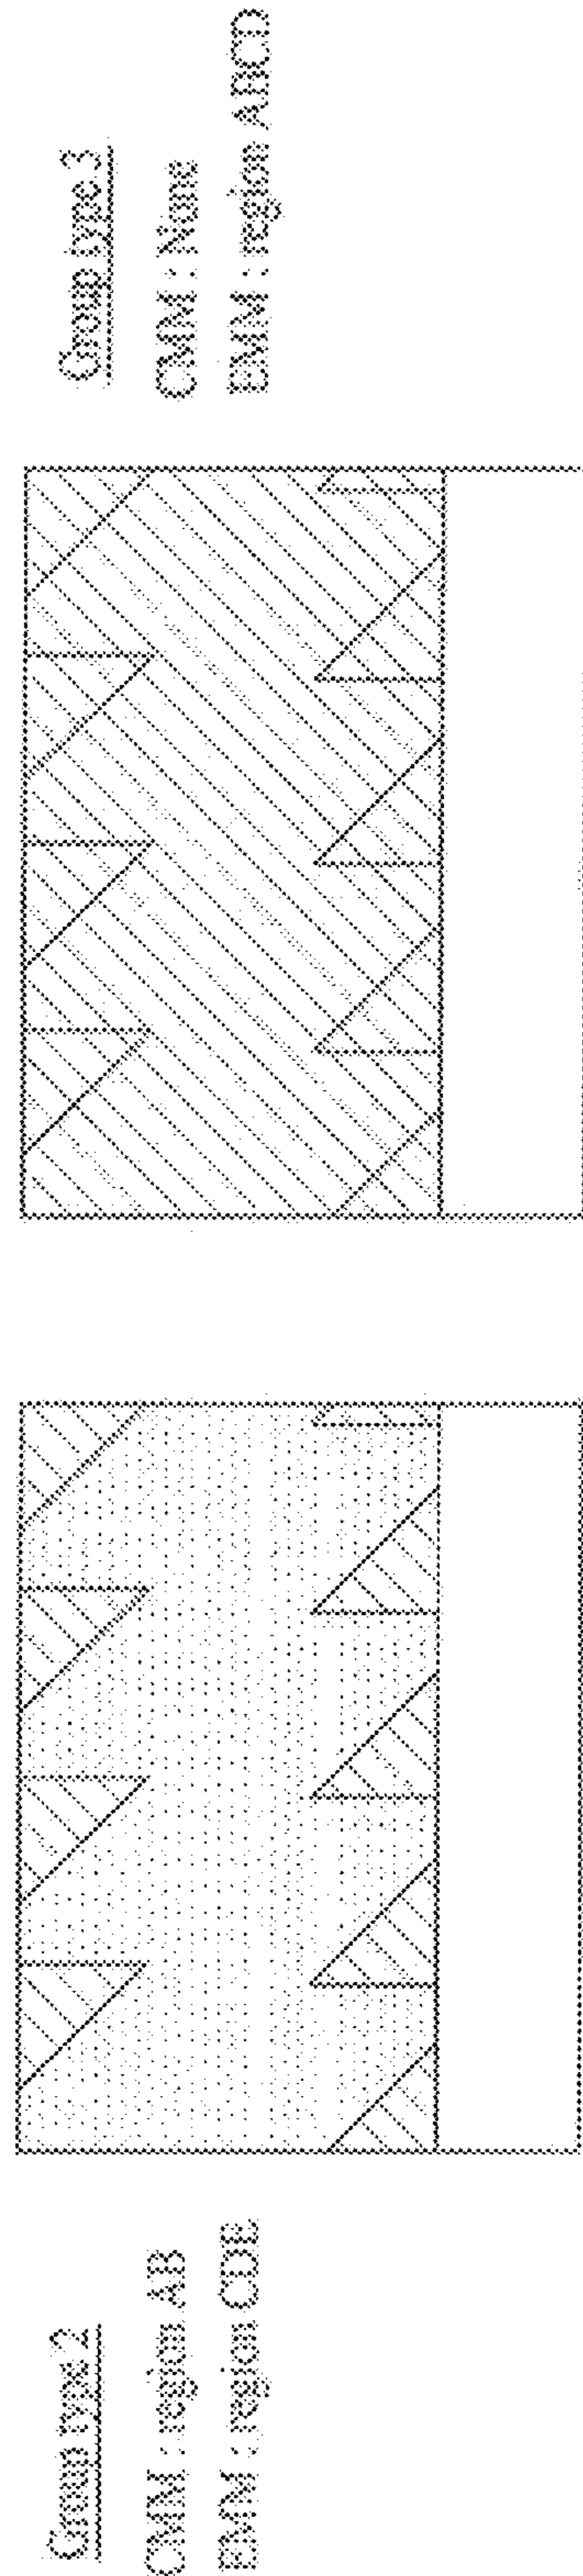 Group type 2
CMM : region AB
EMM : region CDE
Group type 3
CMM : None
EMM : region ABCD